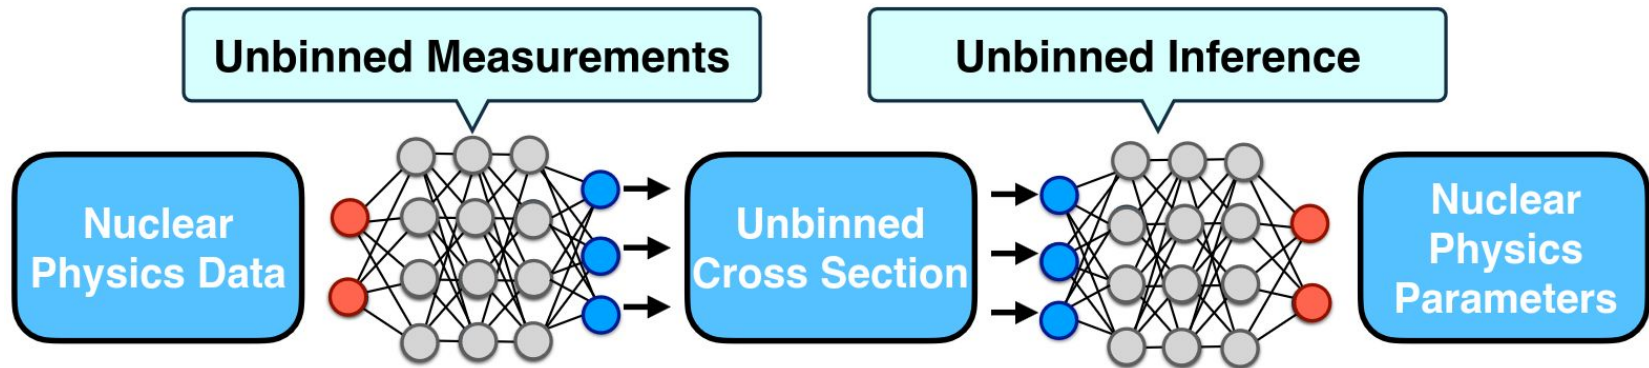 Unbinned Measurements
Unbinned Inference
Nuclear
Physics Data
Unbinned
Cross Section
Nuclear
Physics
Parameters